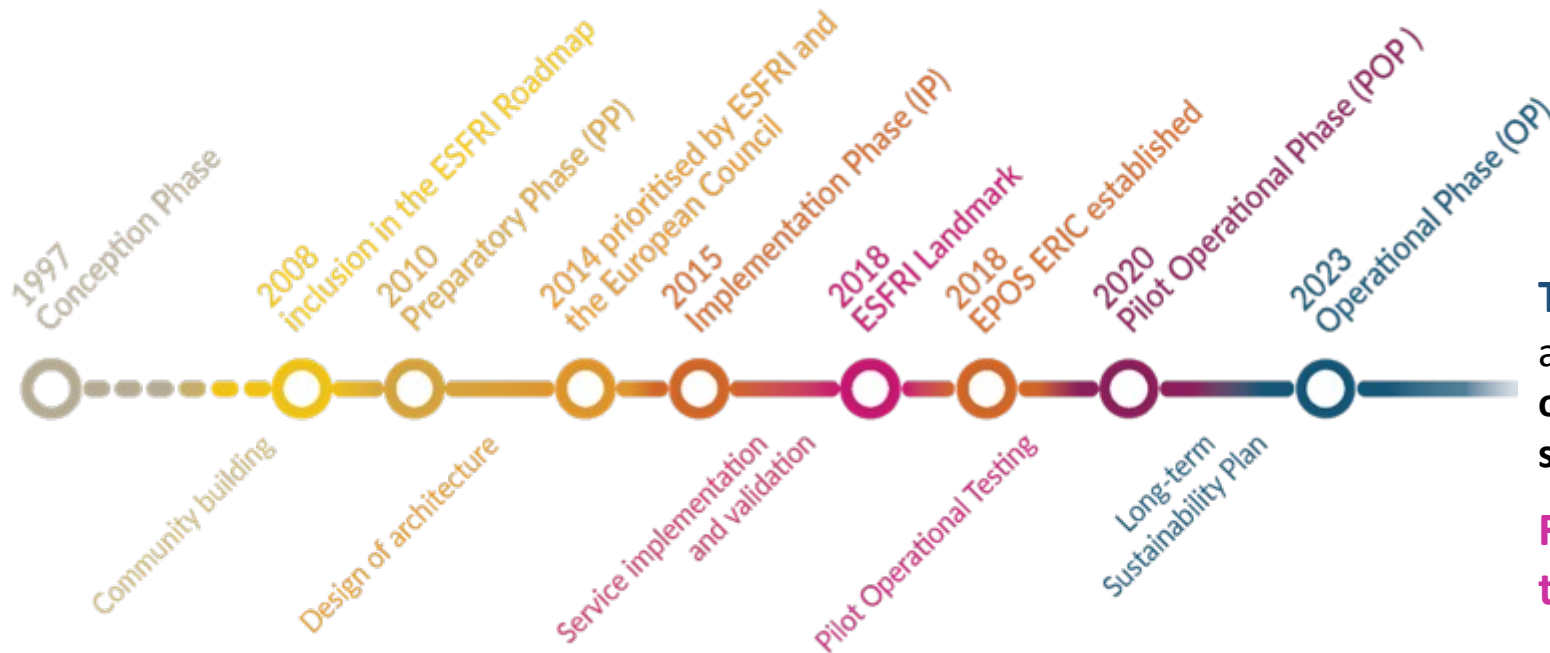 1997
Conception Phase
2008
inclusion in the ESFRI Roadmap
2010
Preparatory Phase (PP)
2014 prioritised by ESFRI and
the European Council
2015
Implementation Phase (IP)
2018
ESFRI Landmark
2018
EPOS ERIC established
2020
Pilot Operational Phase (POP )
2023
Operational Phase (OP)
Community building
Design of architecture
Service implementation
and validation
Pilot Operational Testing
Long-term
Sustainability Plan